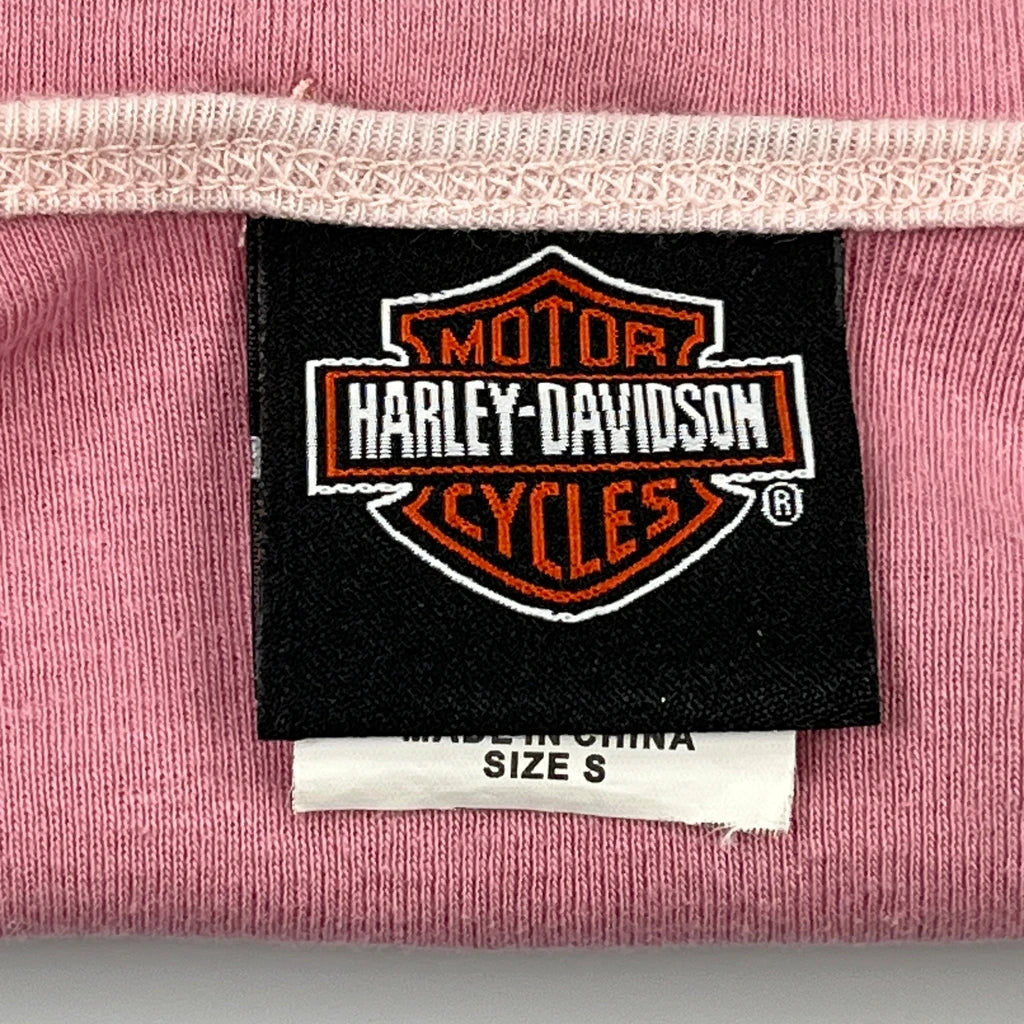 MOTOR
HARLEY-DAVIDSON
CYCLES
®
MADE IN CHINA
SIZE S